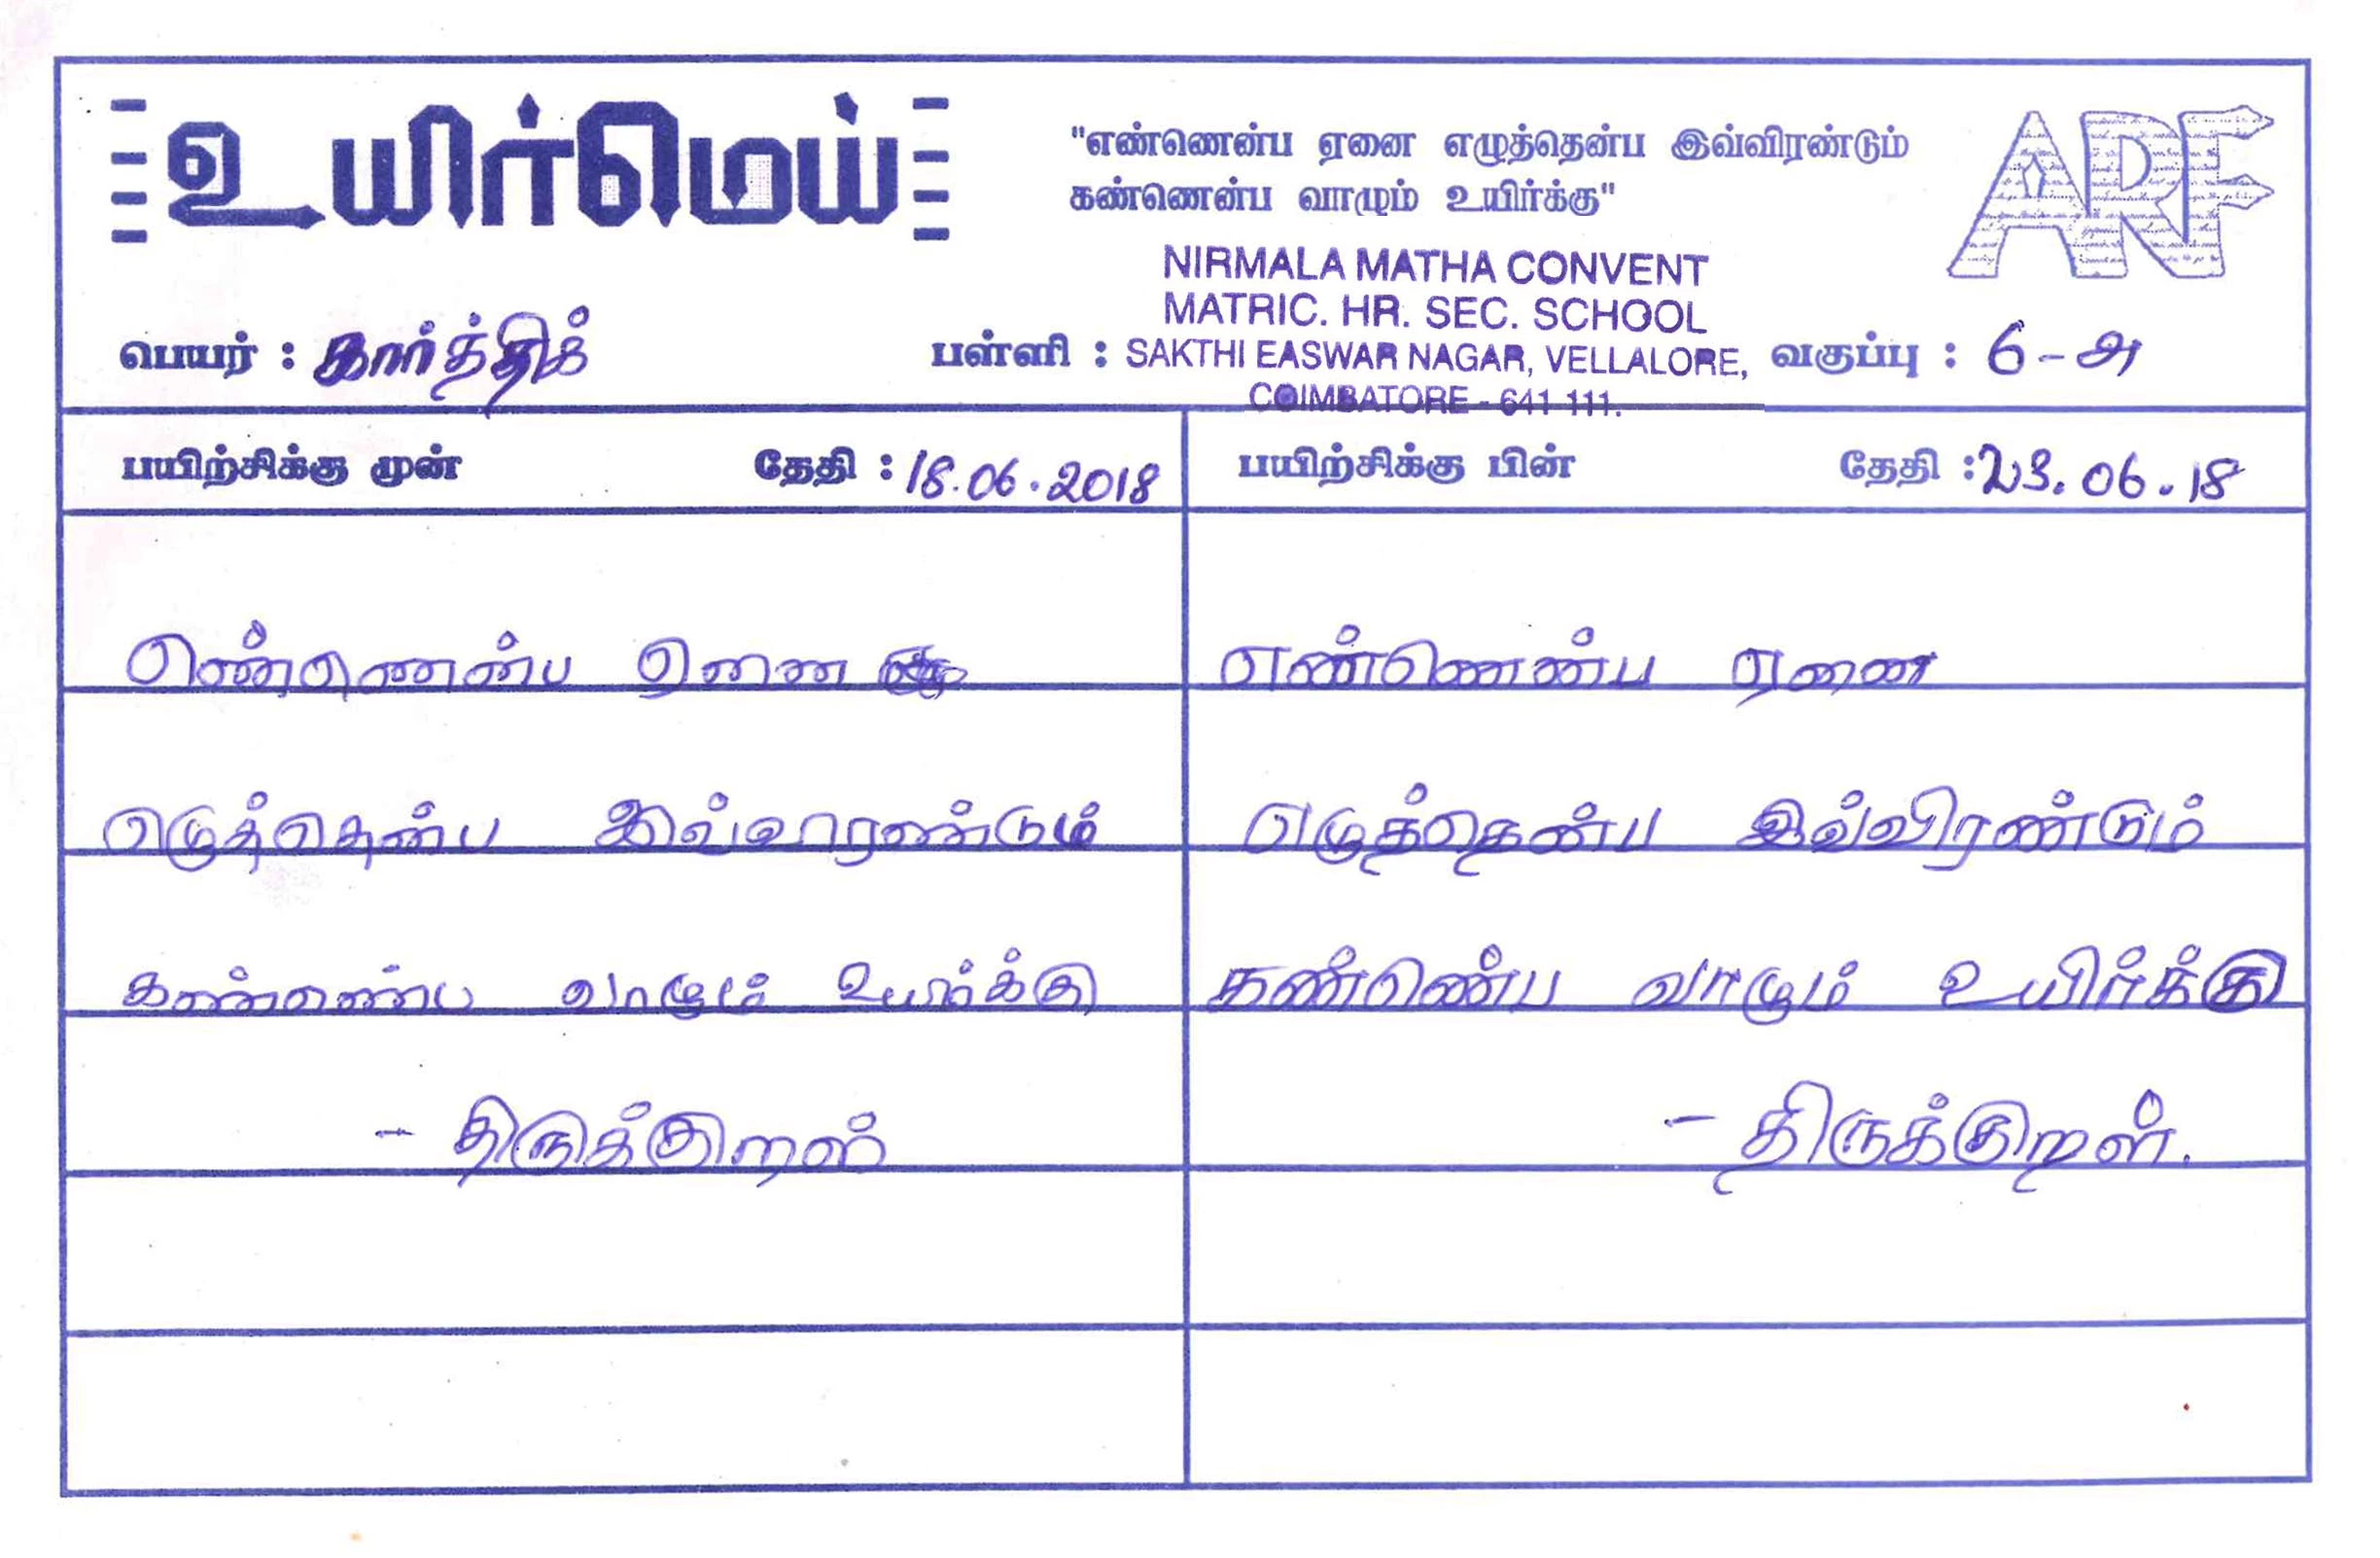 உயிர்மெய்
"எண்ணென்ப ஏனை எழுத்தென்ப இவ்விரண்டும்
கண்ணென்ப வாழும் உயிர்க்கு"
ARF
NIRMALA MATHA CONVENT
MATRIC. HR. SEC. SCHOOL
பெயர் : கார்த்திக்
பள்ளி : SAKTHI EASWAR NAGAR, VELLALORE,
COIMBATORE - 641 111.
வகுப்பு : 6-அ
பயிற்சிக்கு முன் தேதி : 18.06.2018
எண்ணென்ப ஏனை
எழுத்தென்ப இவ்வாரண்டும்
கண்ணெண்ப வாழும் உயிர்க்கு
- திருக்குறள்
பயிற்சிக்கு பின் தேதி : 23.06.18
எண்ணெண்ப ஏனை
எழுத்தெண்ப இவ்விரண்டும்
கண்ணெண்ப வாழும் உயிர்க்கு
- திருக்குறள்.